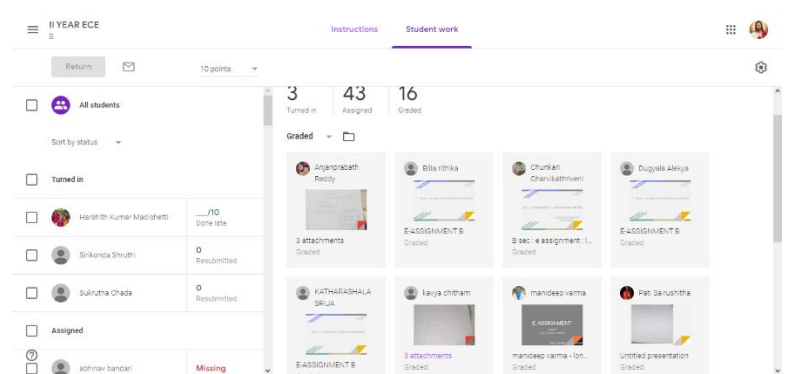 II YEAR ECE
Instructions
Student work
Return
10 points
All students
Sort by status
Turned in
Harshith Kumar Madishetti
__/10
Done late
Sirikonda Shruthi
0
Resubmitted
Sukrutha Chada
0
Resubmitted
Assigned
abhinav bandari
Missing
3
43
16
Turned in
Assigned
Graded
Graded
Anjanprabath
Reddy
3 attachments
Graded
Billa rithika
E-ASSIGNMENT B
Graded
Chunkari
Charvikathriveni
B sec : e assignment : l...
Graded
Dugyala Alekya
E-ASSIGNMENT B
Graded
KATHARASHALA
SRIJA
E-ASSIGNMENT B
kavya chitham
3 attachments
Graded
manideep varma
E ASSIGNMENT
manideep varma - Ion...
Graded
Pati Sairushitha
Untitled presentation
Graded